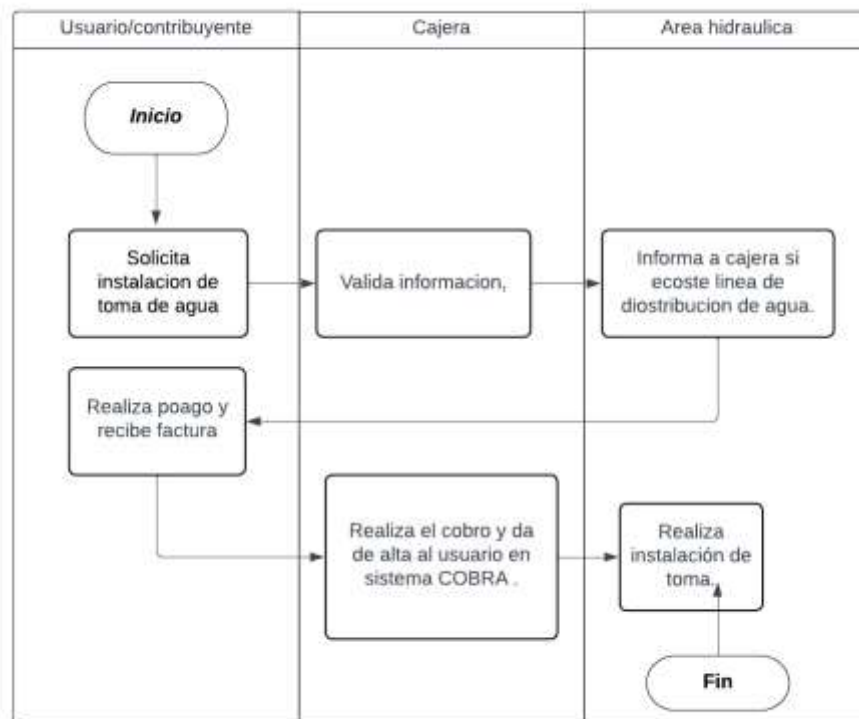 Usuario/contribuyente
Cajera
Area hidraulica
Inicio
Solicita
instalacion de
toma de agua
Valida informacion,
Informa a cajera si
ecoste linea de
diostribucion de agua.
Realiza poago y
recibe factura
Realiza el cobro y da
de alta al usuario en
sistema COBRA .
Realiza
instalación de
toma.
Fin